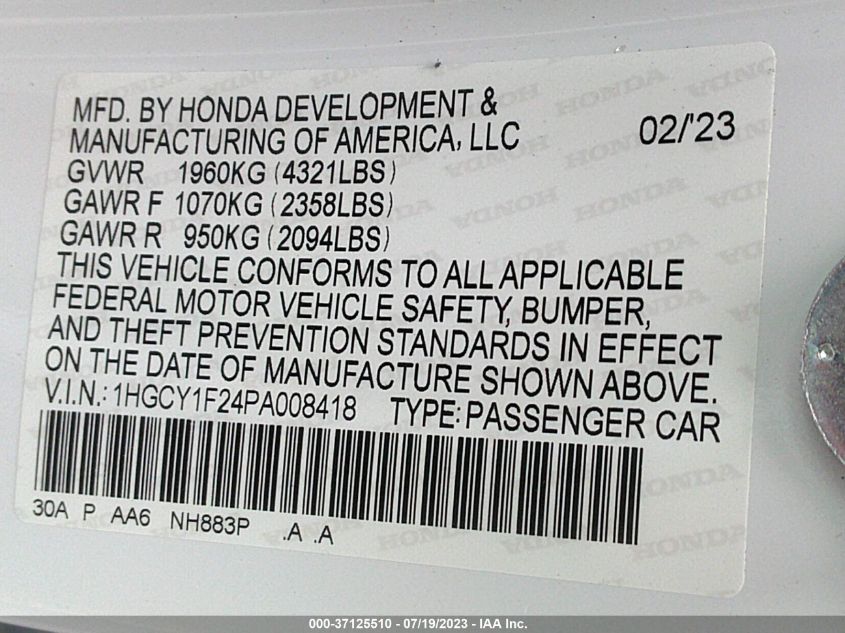 MFD. BY HONDA DEVELOPMENT &
MANUFACTURING OF AMERICA, LLC 02/'23
GVWR 1960KG (4321LBS)
GAWR F 1070KG (2358LBS)
GAWR R 950KG (2094LBS)
THIS VEHICLE CONFORMS TO ALL APPLICABLE
FEDERAL MOTOR VEHICLE SAFETY, BUMPER,
AND THEFT PREVENTION STANDARDS IN EFFECT
ON THE DATE OF MANUFACTURE SHOWN ABOVE.
V.I.N.: 1HGCY1F24PA008418 TYPE: PASSENGER CAR
30A P AA6 NH883P .A .A
000-37125510 - 07/19/2023 - IAA Inc.